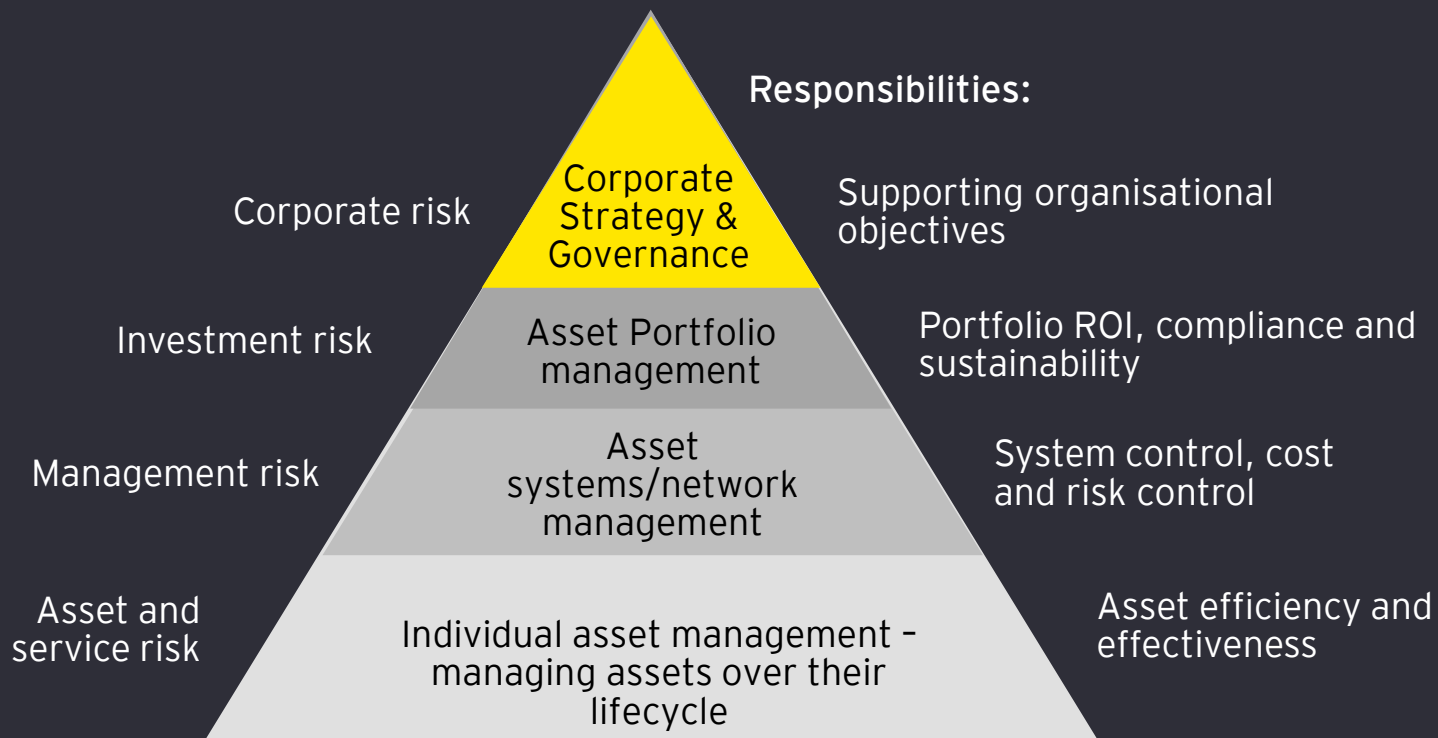 Responsibilities:
Corporate risk
Corporate
Strategy &
Governance
Supporting organisational
objectives
Investment risk
Asset Portfolio
management
Portfolio ROI, compliance and
sustainability
Management risk
Asset
systems/network
management
System control, cost
and risk control
Asset and
service risk
Individual asset management –
managing assets over their
lifecycle
Asset efficiency and
effectiveness